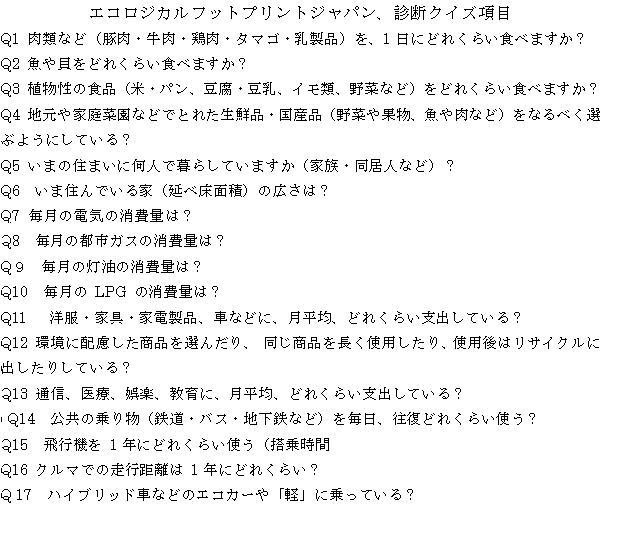 エコロジカルフットプリントジャパン、診断クイズ項目
Q1 肉類など（豚肉・牛肉・鶏肉・タマゴ・乳製品）を、1日にどれくらい食べますか？
Q2 魚や貝をどれくらい食べますか？
Q3 植物性の食品（米・パン、豆腐・豆乳、イモ類、野菜など）をどれくらい食べますか？
Q4 地元や家庭菜園などでとれた生鮮品・国産品（野菜や果物、魚や肉など）をなるべく選
ぶようにしている？
Q5 いまの住まいに何人で暮らしていますか（家族・同居人など）？
Q6　いま住んでいる家（延べ床面積）の広さは？
Q7 毎月の電気の消費量は？
Q8　毎月の都市ガスの消費量は？
Q９　毎月の灯油の消費量は？
Q10　毎月の LPG の消費量は？
Q11　洋服・家具・家電製品、車などに、月平均、どれくらい支出している？
Q12 環境に配慮した商品を選んだり、 同じ商品を長く使用したり、使用後はリサイクルに
出したりしている？
Q13 通信、医療、娯楽、教育に、月平均、どれくらい支出している？
Q14　公共の乗り物（鉄道・バス・地下鉄など）を毎日、往復どれくらい使う？
Q15　飛行機を 1年にどれくらい使う（搭乗時間
Q16 クルマでの走行距離は 1年にどれくらい？
Q17　ハイブリッド車などのエコカーや「軽」に乗っている？